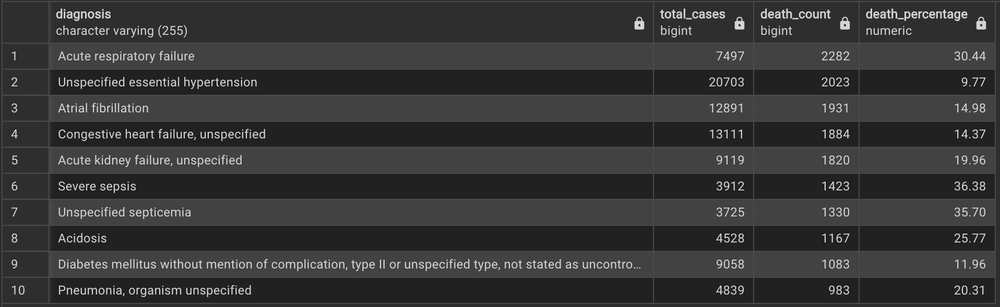 diagnosis total_cases death_count death_percentage
character varying (255) bigint bigint numeric
1 Acute respiratory failure 7497 2282 30.44
2 Unspecified essential hypertension 20703 2023 9.77
3 Atrial fibrillation 12891 1931 14.98
4 Congestive heart failure, unspecified 13111 1884 14.37
5 Acute kidney failure, unspecified 9119 1820 19.96
6 Severe sepsis 3912 1423 36.38
7 Unspecified septicemia 3725 1330 35.70
8 Acidosis 4528 1167 25.77
9 Diabetes mellitus without mention of complication, type II or unspecified type, not stated as uncontro... 9058 1083 11.96
10 Pneumonia, organism unspecified 4839 983 20.31